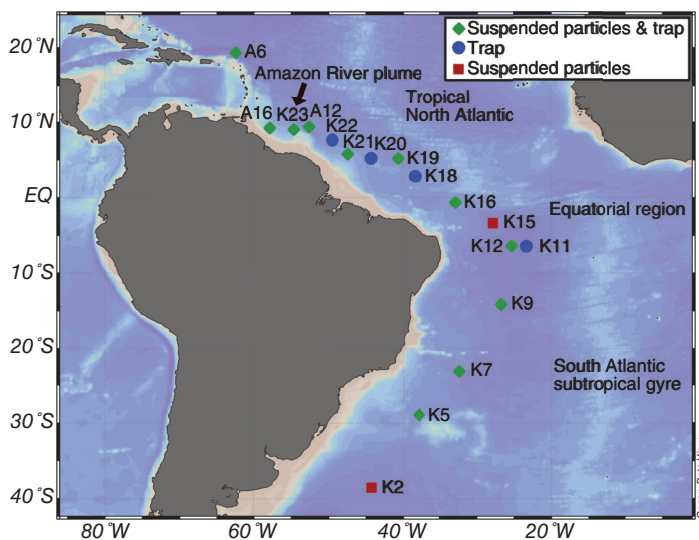 Suspended particles & trap
Trap
Suspended particles
20°N
10°N
EQ
10°S
20°S
30°S
40°S
80°W
60°W
40°W
20°W
A6
Amazon River plume
A16
K23
A12
K22
K21
K20
K19
K18
Tropical
North Atlantic
K16
Equatorial region
K15
K12
K11
K9
K7
South Atlantic
subtropical gyre
K5
K2